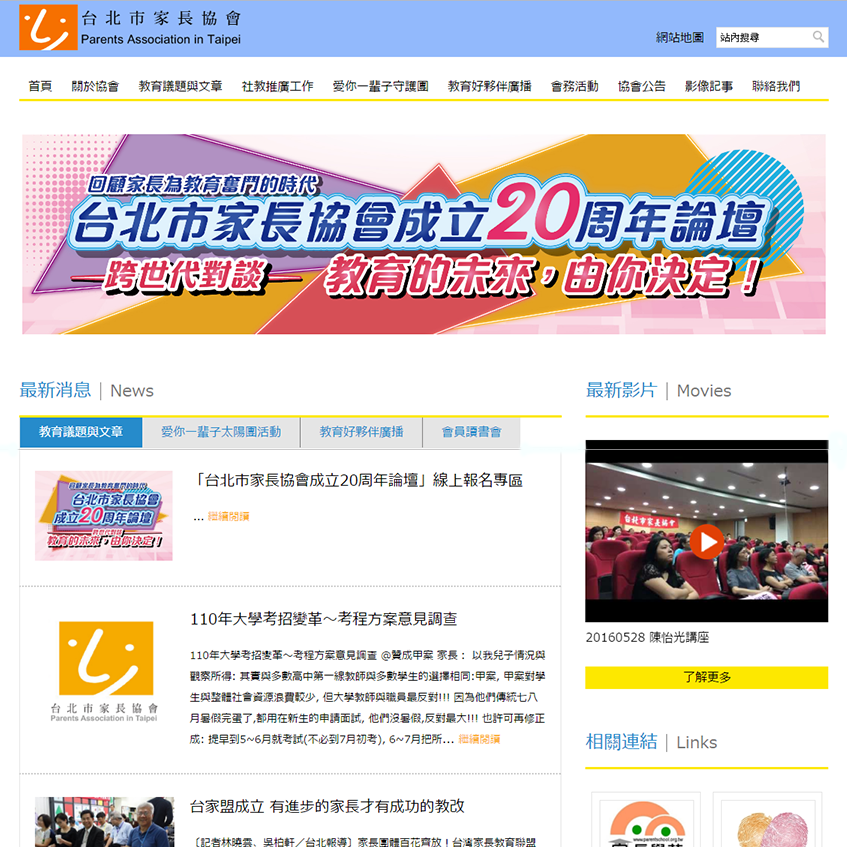 台北市家長協會
Parents Association in Taipei
網站地圖
站內搜尋
首頁 關於協會 教育議題與文章 社教推廣工作 愛你一輩子守護團 教育好夥伴廣播 會務活動 協會公告 影像記事 聯絡我們
回顧家長為教育奮鬥的時代
台北市家長協會成立20周年論壇
跨世代對談 教育的未來，由你決定！
最新消息 | News
教育議題與文章 愛你一輩子太陽團活動 教育好夥伴廣播 會員讀書會
回顧家長為教育奮鬥的時代
台北市家長協會
成立20周年論壇
跨世代對談
教育的未來，由你決定！
「台北市家長協會成立20周年論壇」線上報名專區
... 繼續閱讀
台北市家長協會
Parents Association in Taipei
110年大學考招變革～考程方案意見調查
110年大學考招變革～考程方案意見調查 @贊成甲案 家長： 以我兒子情況與
觀察所得: 其實與多數高中第一線教師與多數學生的選擇相同:甲案, 甲案對學
生與整體社會資源浪費較少, 但大學教師與職員最反對!!! 因為他們傳統七八
月暑假完蛋了,都用在新生的申請面試, 他們沒暑假,反對最大!!! 也許可再修正
成: 提早到5~6月就考試(不必到7月初考), 6~7月把所... 繼續閱讀
台家盟成立 有進步的家長才有成功的教改
〔記者林曉雲、吳柏軒／台北報導〕家長團體百花齊放！台灣家長教育聯盟
最新影片 | Movies
台北市家長協會
20160528 陳怡光講座
了解更多
相關連結 | Links
www.parentschool.org.tw